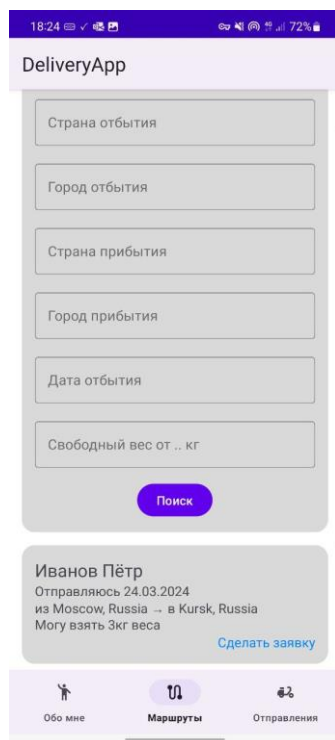 18:24
72%
DeliveryApp
Страна отбытия
Город отбытия
Страна прибытия
Город прибытия
Дата отбытия
Свободный вес от .. кг
Поиск
Иванов Пётр
Отправляюсь 24.03.2024
из Moscow, Russia → в Kursk, Russia
Могу взять 3кг веса
Сделать заявку
Обо мне
Маршруты
Отправления